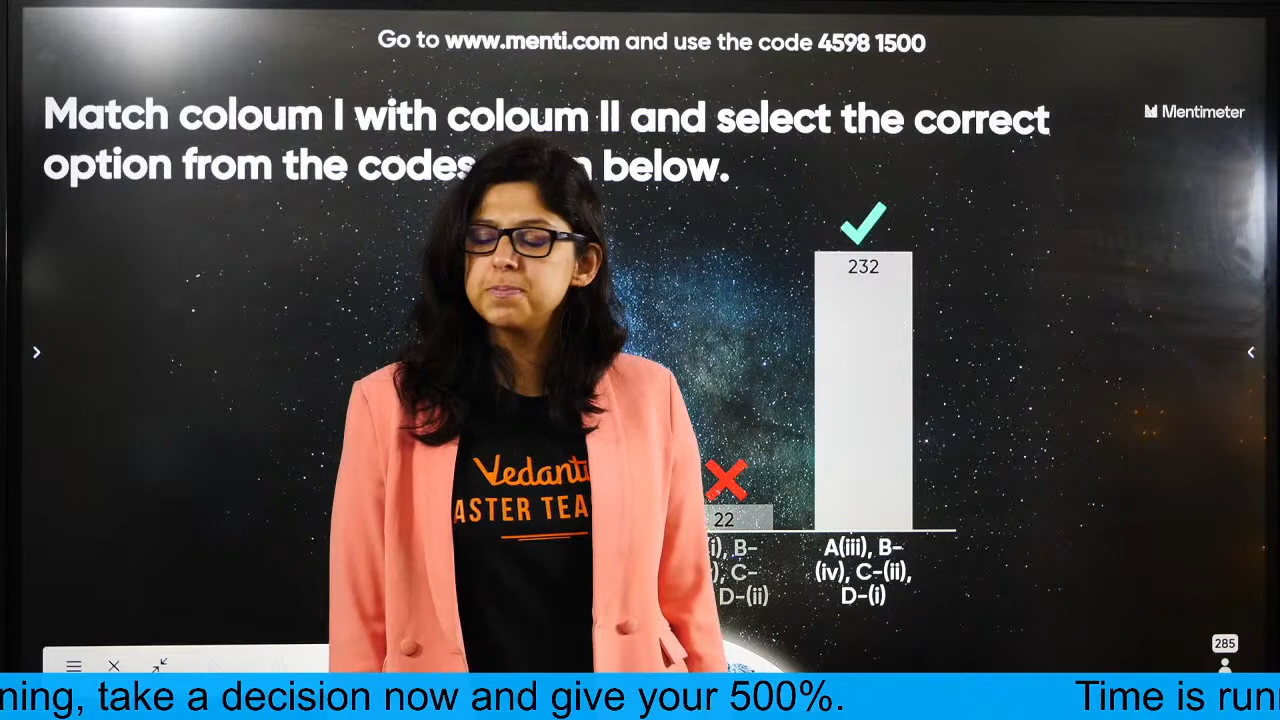 Go to www.menti.com and use the code 4598 1500
Match coloum I with coloum II and select the correct
option from the codes below.
Mentimeter
232
22
i), B-
), C-
D-(ii)
A(iii), B-
(iv), C-(ii),
D-(i)
Vedant
ASTER TEA
285
ning, take a decision now and give your 500%. Time is runi